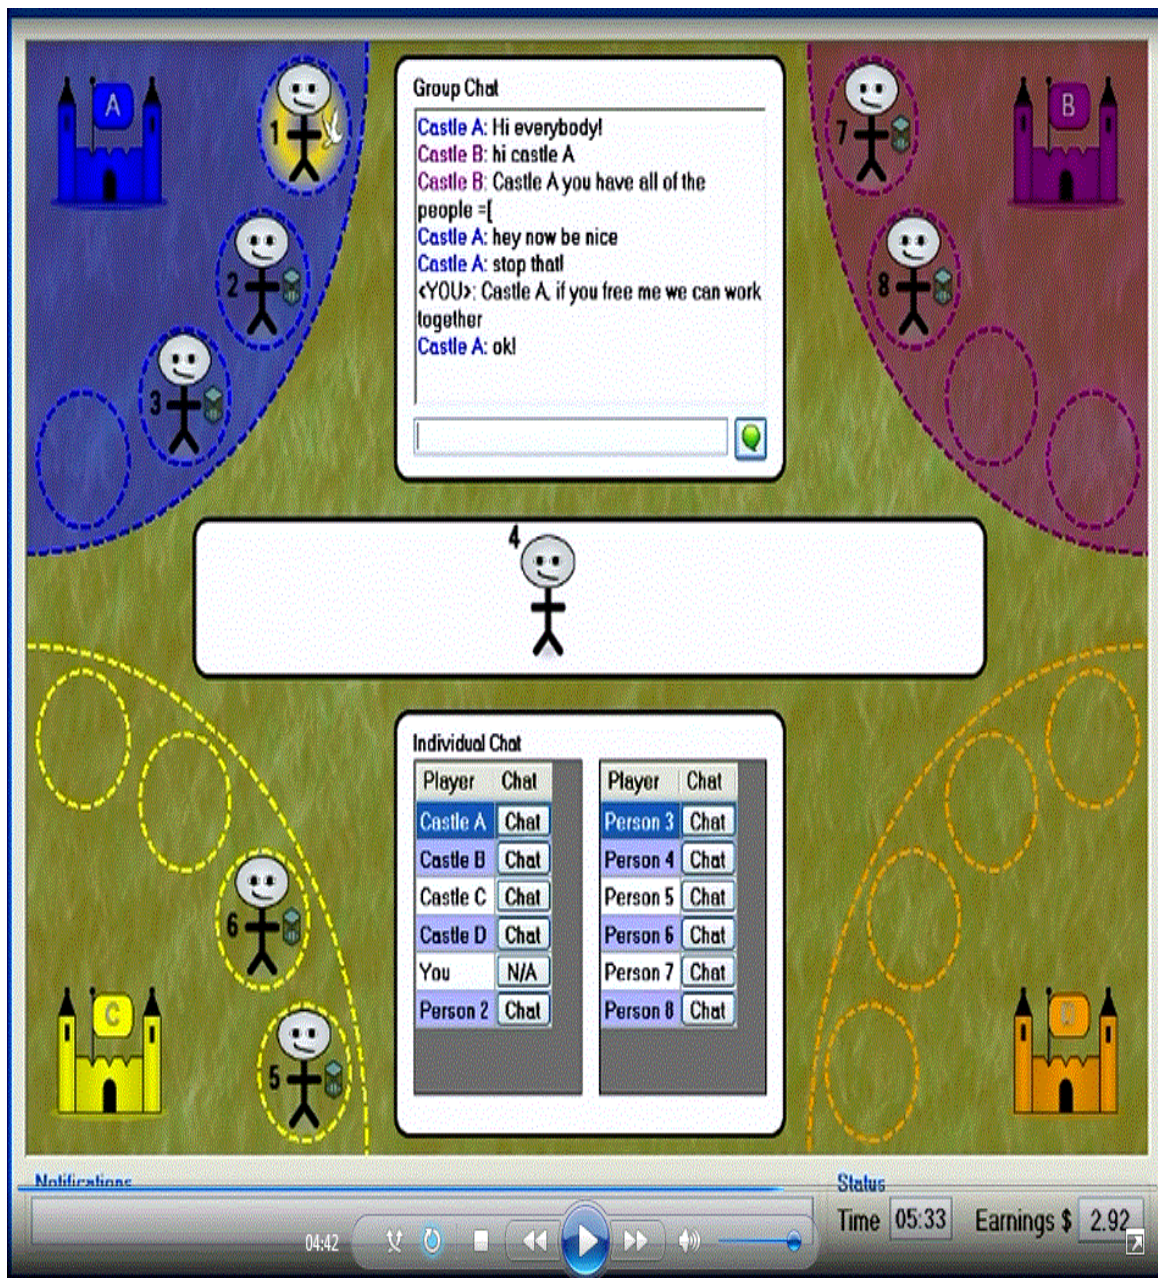 A
1
2
3
Group Chat
Castle A: Hi everybody!
Castle B: hi castle A
Castle B: Castle A you have all of the
people =[
Castle A: hey now be nice
Castle A: stop that!
<YOU>: Castle A, if you free me we can work
together
Castle A: ok!
7
8
B
4
6
5
C
Individual Chat
Player Chat
Castle A Chat
Castle B Chat
Castle C Chat
Castle D Chat
You N/A
Person 2 Chat
Player Chat
Person 3 Chat
Person 4 Chat
Person 5 Chat
Person 6 Chat
Person 7 Chat
Person 8 Chat
D
Notifications
04:42
Status
Time 05:33 Earnings $ 2.92